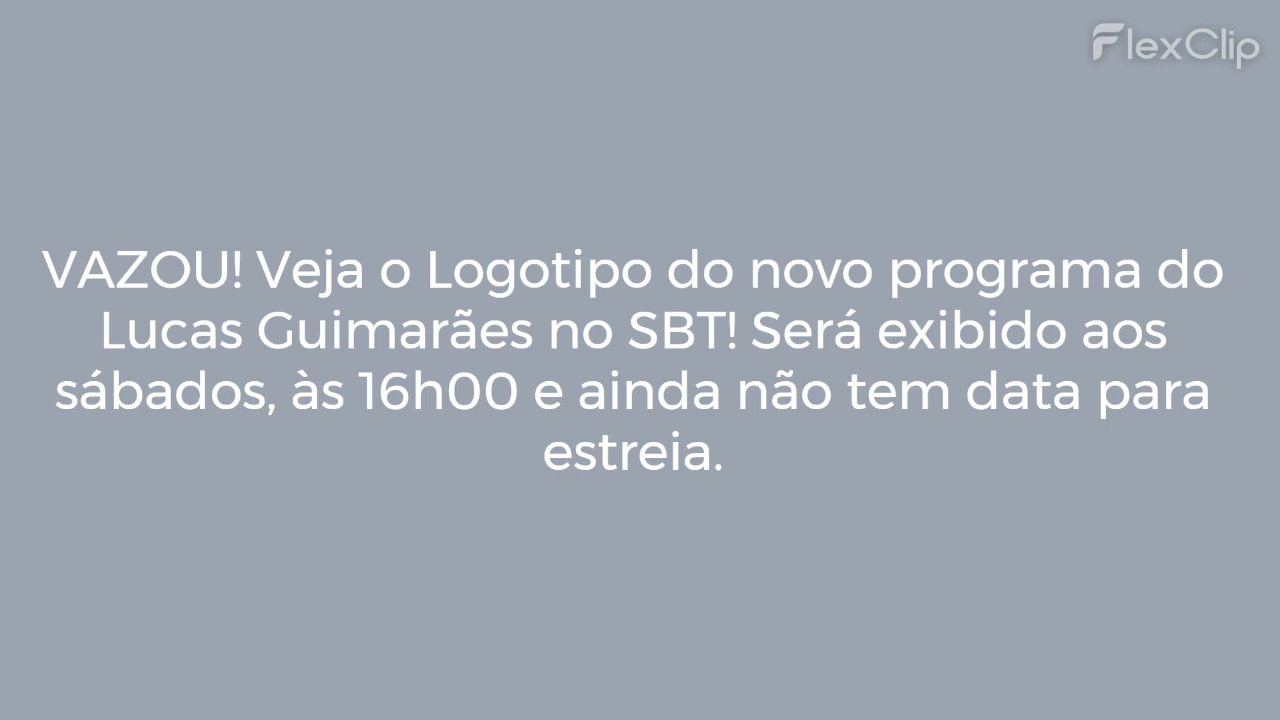 FlexClip
VAZOU! Veja o Logotipo do novo programa do
Lucas Guimarães no SBT! Será exibido aos
sábados, às 16h00 e ainda não tem data para
estreia.